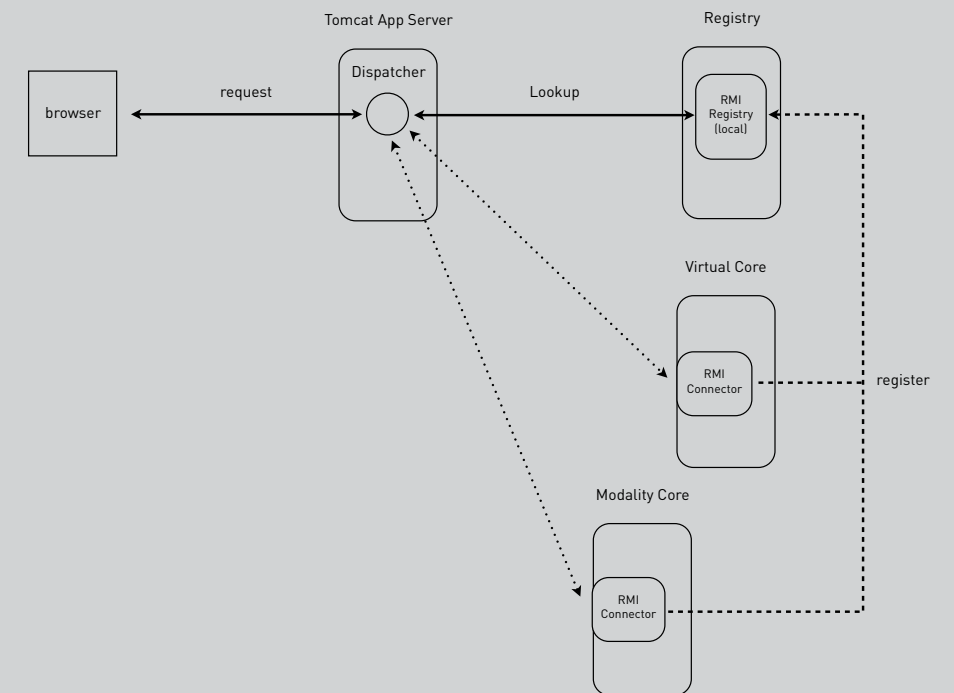 Tomcat App Server
Registry
Dispatcher
browser
request
Lookup
RMI
Registry
(local)
Virtual Core
RMI
Connector
register
Modality Core
RMI
Connector